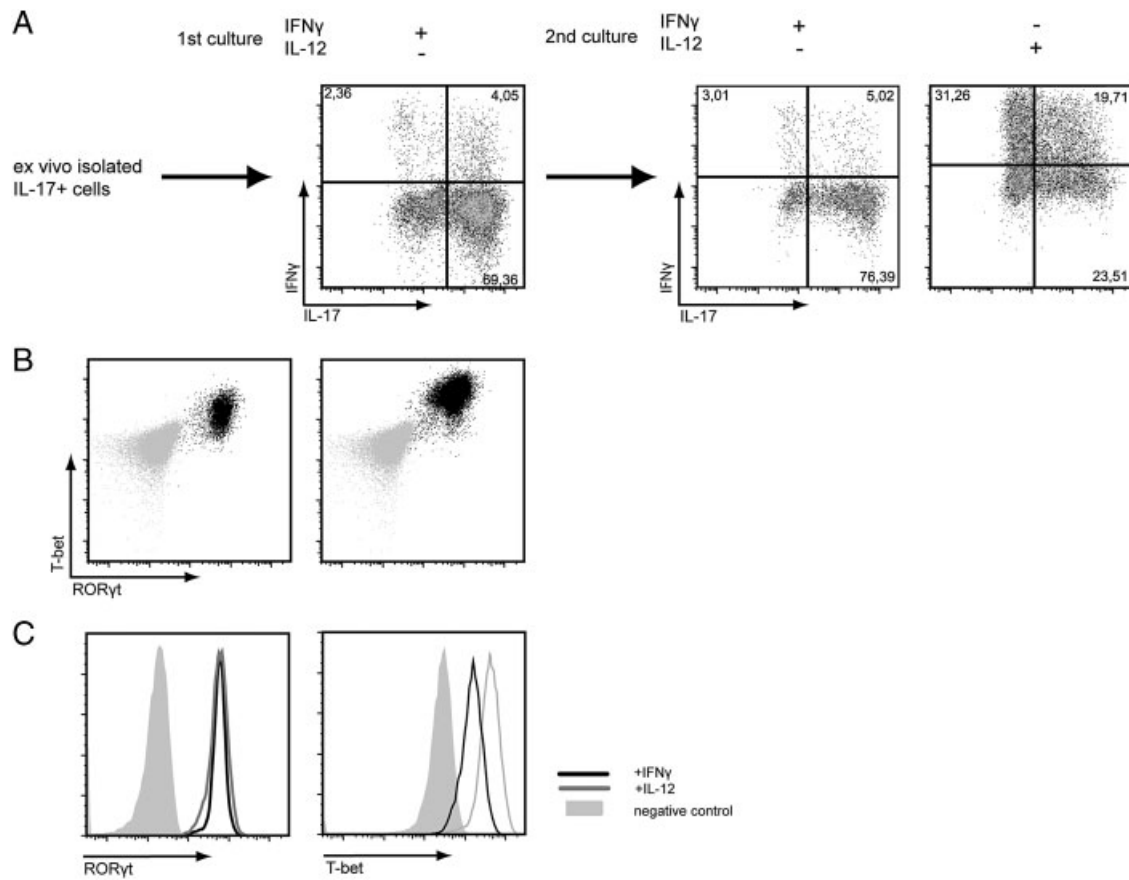 A
1st culture
IFNγ +
IL-12 -
2nd culture
IFNγ + -
IL-12 - +
ex vivo isolated
IL-17+ cells
2,36 4,05
69,36
IFNγ
IL-17
3,01 5,02
76,39
IFNγ
IL-17
31,26 19,71
23,51
B
T-bet
RORγt
C
RORγt
T-bet
+IFNγ
+IL-12
negative control